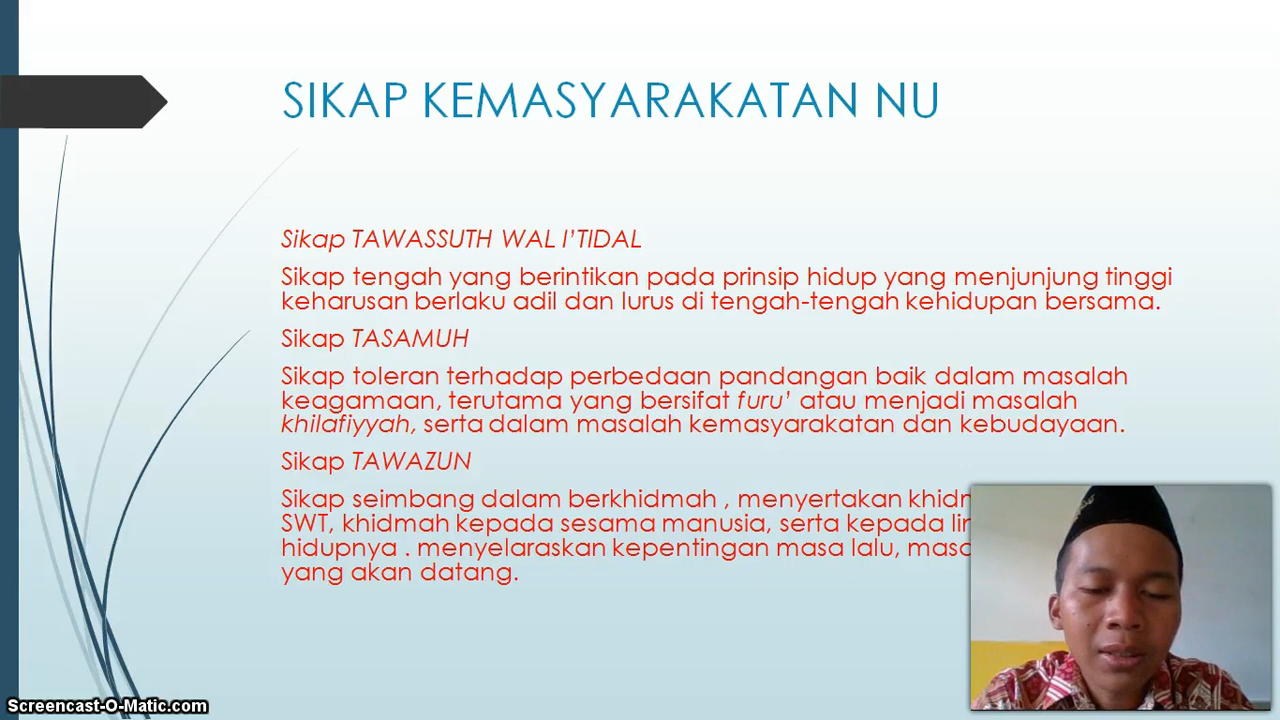 SIKAP KEMASYARAKATAN NU
Sikap TAWASSUTH WAL I’TIDAL
Sikap tengah yang berintikan pada prinsip hidup yang menjunjung tinggi
keharusan berlaku adil dan lurus di tengah-tengah kehidupan bersama.
Sikap TASAMUH
Sikap toleran terhadap perbedaan pandangan baik dalam masalah
keagamaan, terutama yang bersifat furu’ atau menjadi masalah
khilafiyyah, serta dalam masalah kemasyarakatan dan kebudayaan.
Sikap TAWAZUN
Sikap seimbang dalam berkhidmah , menyertakan
SWT, khidmah kepada sesama manusia, serta kepada
hidupnya . menyelaraskan kepentingan masa lalu,
yang akan datang.
Screencast-O-Matic.com